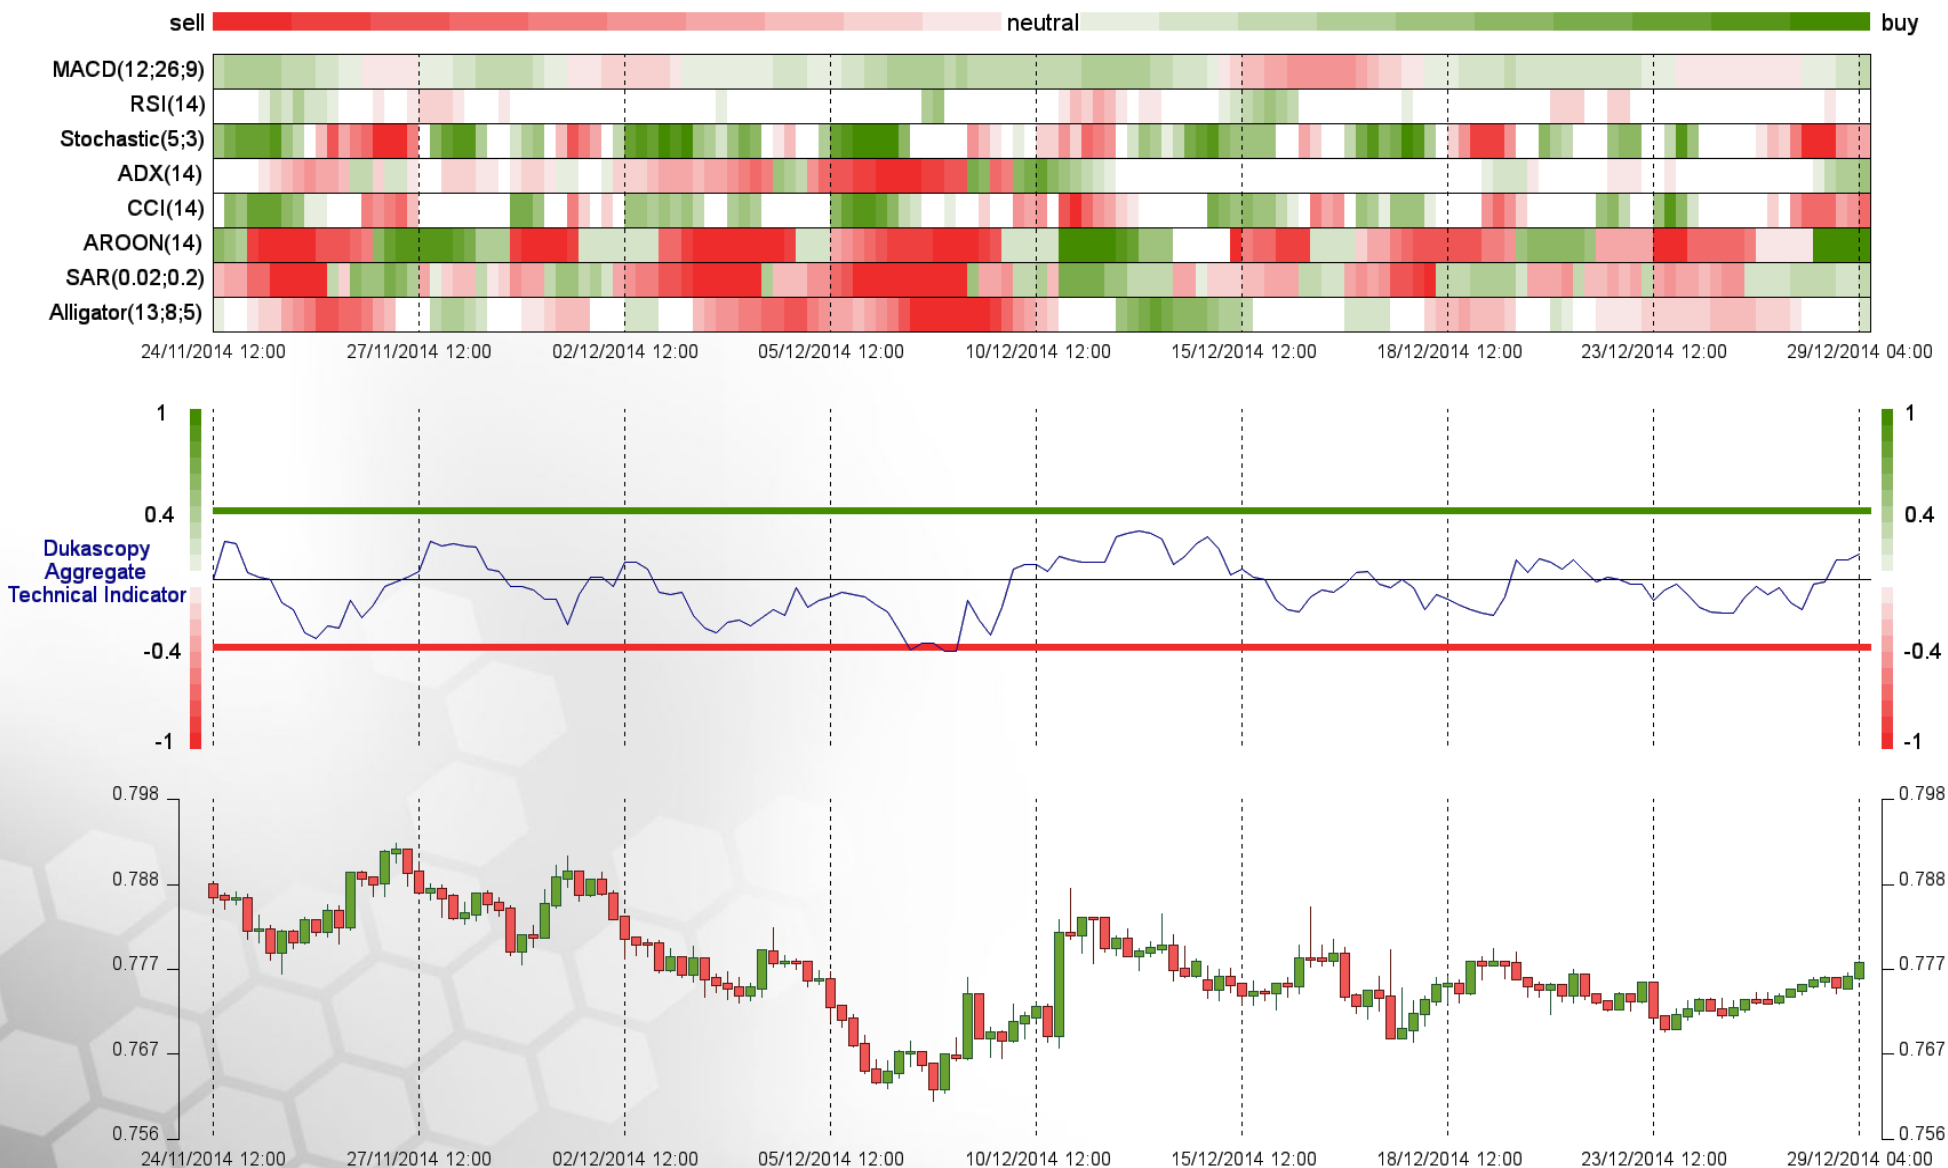 sell neutral buy
MACD(12;26;9)
RSI(14)
Stochastic(5;3)
ADX(14)
CCI(14)
AROON(14)
SAR(0.02;0.2)
Alligator(13;8;5)
24/11/2014 12:00 27/11/2014 12:00 02/12/2014 12:00 05/12/2014 12:00 10/12/2014 12:00 15/12/2014 12:00 18/12/2014 12:00 23/12/2014 12:00 29/12/2014 04:00
1 1
0.4 0.4
Dukascopy
Aggregate
Technical Indicator
-0.4 -0.4
-1 -1
0.798 0.798
0.788 0.788
0.777 0.777
0.767 0.767
0.756 0.756
24/11/2014 12:00 27/11/2014 12:00 02/12/2014 12:00 05/12/2014 12:00 10/12/2014 12:00 15/12/2014 12:00 18/12/2014 12:00 23/12/2014 12:00 29/12/2014 04:00